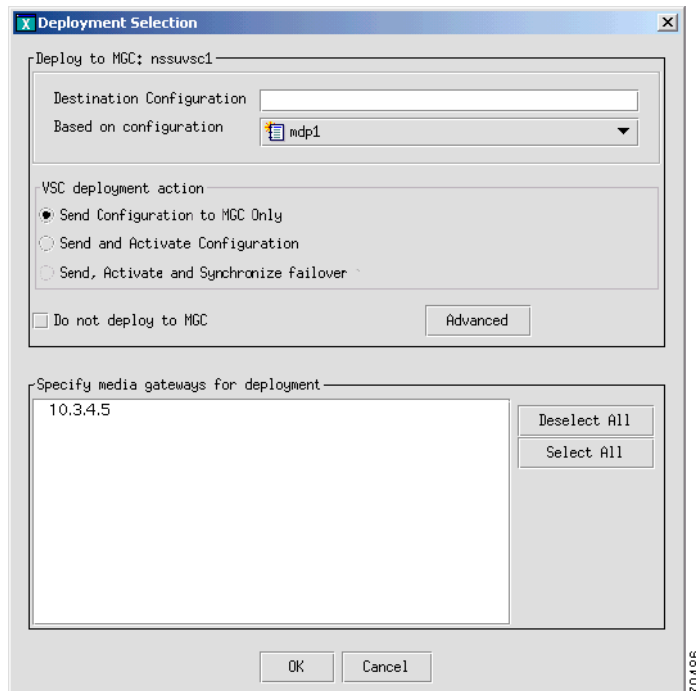 Deployment Selection
Deploy to MGC: nssuvsc1
Destination Configuration
Based on configuration
mdp1
VSC deployment action
Send Configuration to MGC Only
Send and Activate Configuration
Send, Activate and Synchronize failover
Do not deploy to MGC
Advanced
Specify media gateways for deployment
10.3.4.5
Deselect All
Select All
OK
Cancel